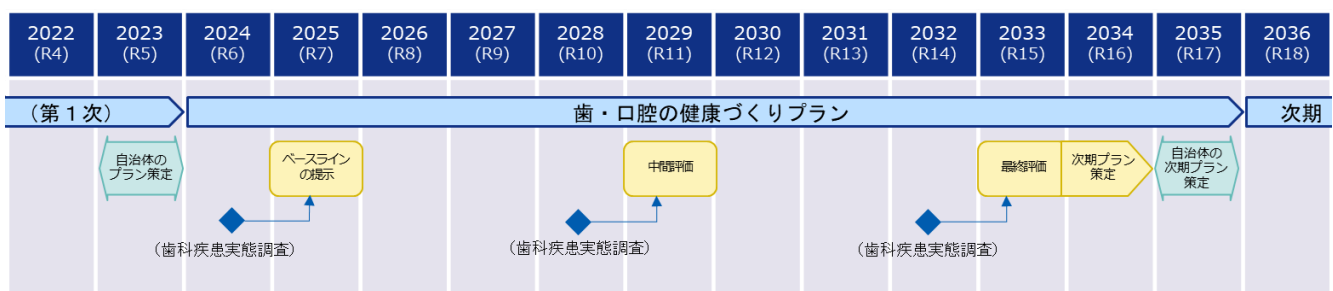 2022 2023 2024 2025 2026 2027 2028 2029 2030 2031 2032 2033 2034 2035 2036
(R4) (R5) (R6) (R7) (R8) (R9) (R10) (R11) (R12) (R13) (R14) (R15) (R16) (R17) (R18)
（第１次） 歯・口腔の健康づくりプラン 次期
自治体の
プラン策定
ベースライン
の提示
中間評価
最終評価
次期プラン
策定
自治体の
次期プラン
策定
（歯科疾患実態調査）
（歯科疾患実態調査）
（歯科疾患実態調査）